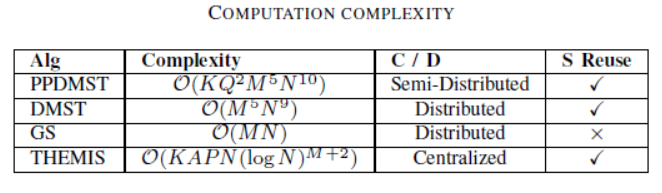 COMPUTATION COMPLEXITY
Alg Complexity C / D S Reuse
PPDMST O(KQ²M⁵N¹⁰) Semi-Distributed ✓
DMST O(M⁵N⁹) Distributed ✓
GS O(MN) Distributed ×
THEMIS O(KAPN(log N)^{M+2}) Centralized ✓